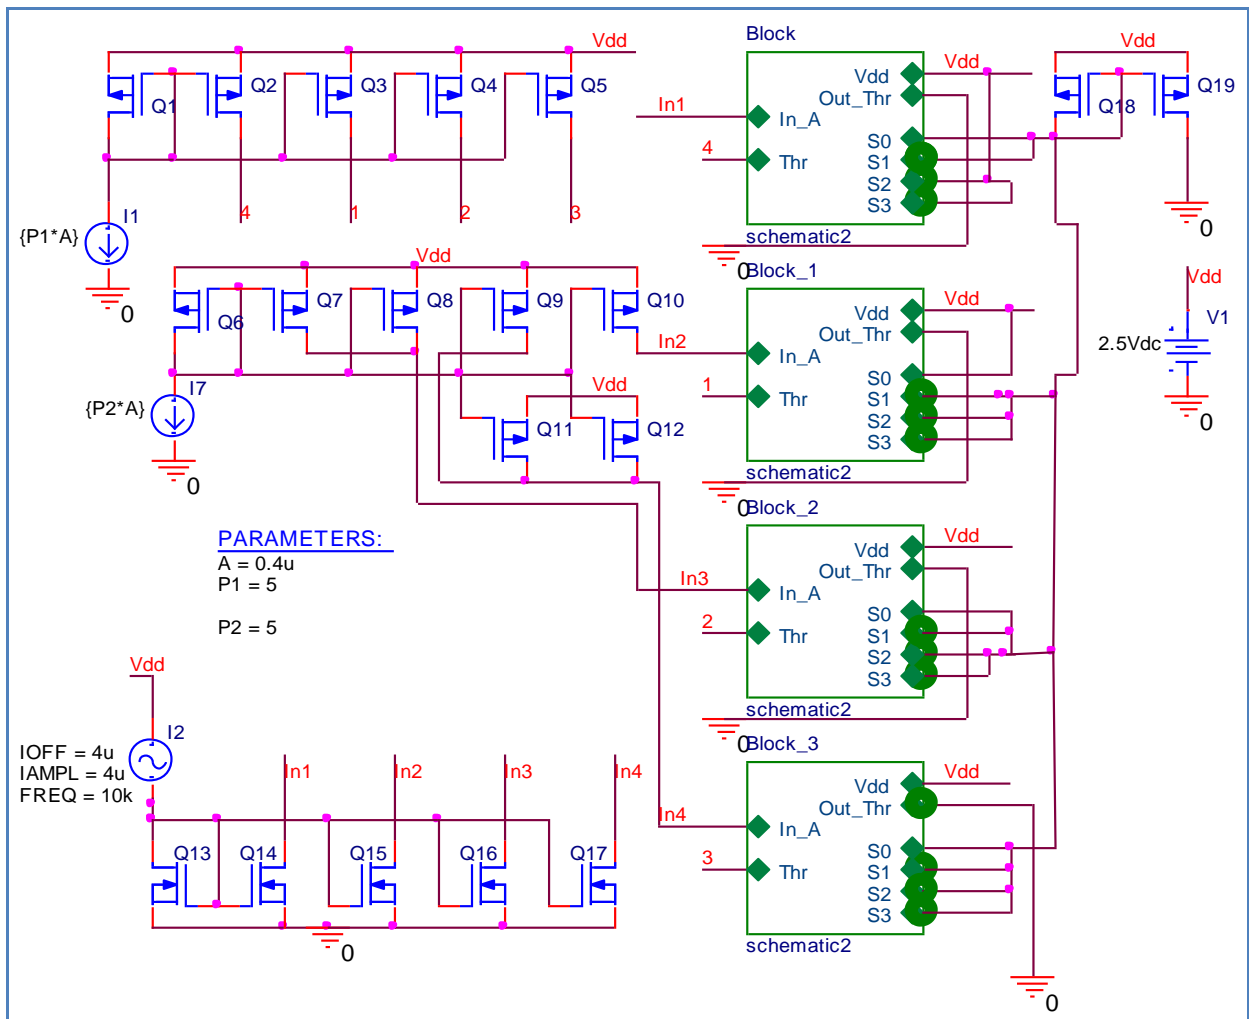 Vdd
Q1
Q2
Q3
Q4
Q5
I1
{P1*A}
0
4
1
2
3
Vdd
Q6
Q7
Q8
Q9
Q10
I7
{P2*A}
0
Vdd
Q11
Q12
In2
In3
In4
PARAMETERS:
A = 0.4u
P1 = 5
P2 = 5
Vdd
I2
IOFF = 4u
IAMPL = 4u
FREQ = 10k
In1
In2
In3
In4
Q13
Q14
Q15
Q16
Q17
0
Block
In1
4
In_A
Thr
Vdd
Out_Thr
S0
S1
S2
S3
Vdd
schematic2
0
Block_1
1
In_A
Thr
Vdd
Out_Thr
S0
S1
S2
S3
Vdd
schematic2
0
Block_2
2
In_A
Thr
Vdd
Out_Thr
S0
S1
S2
S3
Vdd
schematic2
0
Block_3
3
In_A
Thr
Vdd
Out_Thr
S0
S1
S2
S3
Vdd
schematic2
0
Vdd
Q18
Q19
0
Vdd
V1
2.5Vdc
0